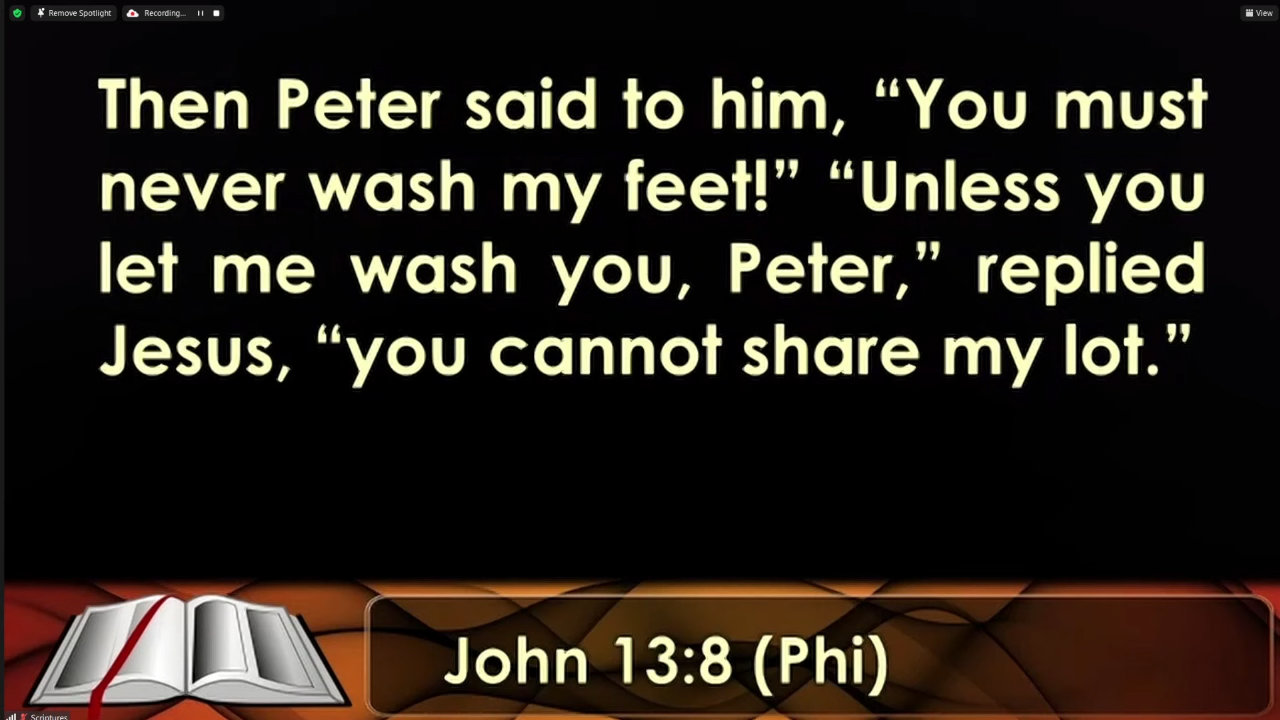 Remove Spotlight
Recording...
View
Then Peter said to him, “You must
never wash my feet!” “Unless you
let me wash you, Peter,” replied
Jesus, “you cannot share my lot.”
John 13:8 (Phi)
Scriptures